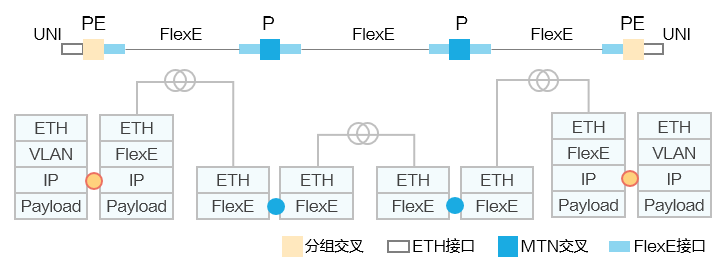 PE P P PE
UNI FlexE FlexE FlexE UNI
ETH ETH ETH ETH
VLAN FlexE FlexE VLAN
IP IP ETH ETH ETH ETH IP IP
Payload Payload FlexE FlexE FlexE FlexE Payload Payload
分组交叉 ETH接口 MTN交叉 FlexE接口